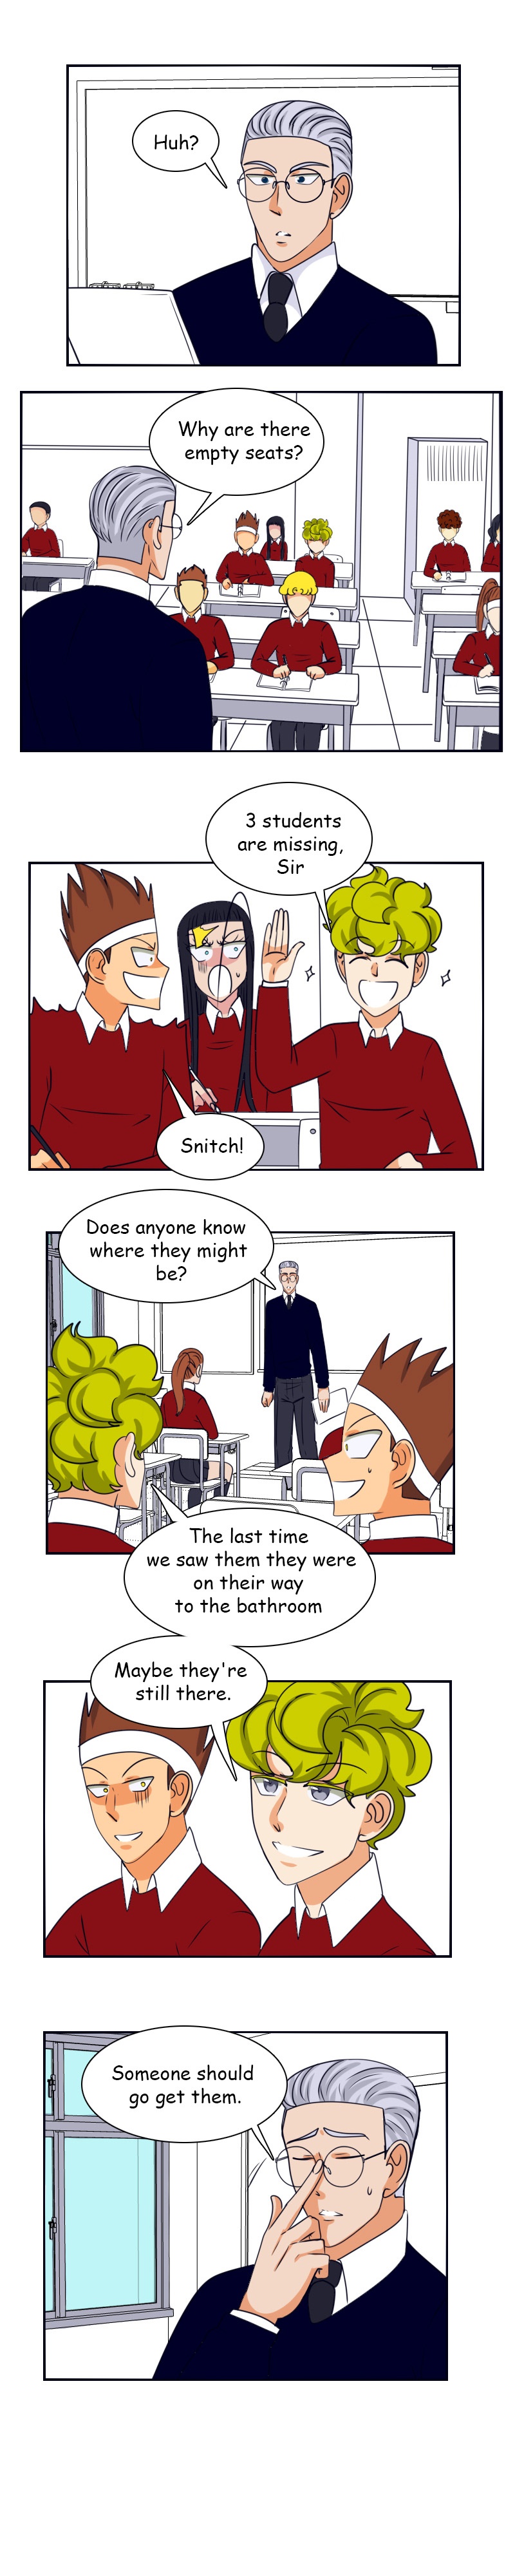 Huh?
Why are there
empty seats?
3 students
are missing,
Sir
Snitch!
Does anyone know
where they might
be?
The last time
we saw them they were
on their way
to the bathroom
Maybe they're
still there.
Someone should
go get them.